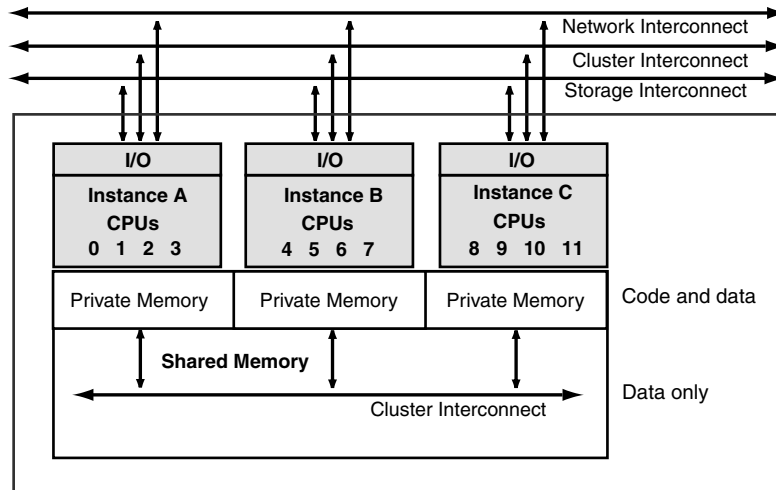 Network Interconnect
Cluster Interconnect
Storage Interconnect
I/O I/O I/O
Instance A Instance B Instance C
CPUs CPUs CPUs
0 1 2 3 4 5 6 7 8 9 10 11
Private Memory Private Memory Private Memory Code and data
Shared Memory
Data only
Cluster Interconnect